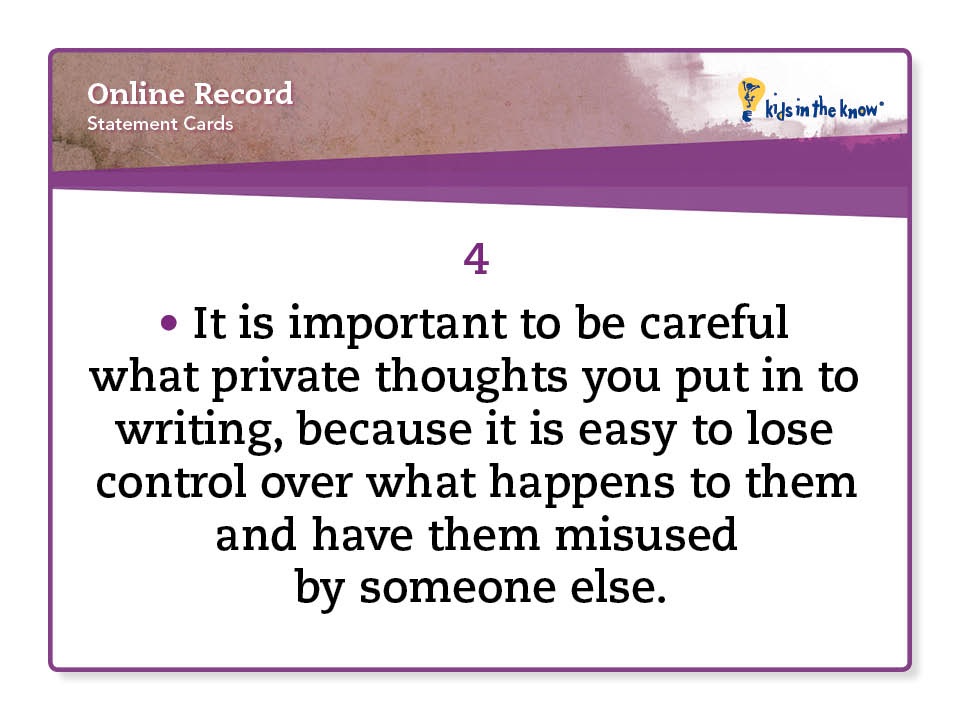 Online Record
Statement Cards
kids in the know
4
• It is important to be careful
what private thoughts you put in to
writing, because it is easy to lose
control over what happens to them
and have them misused
by someone else.